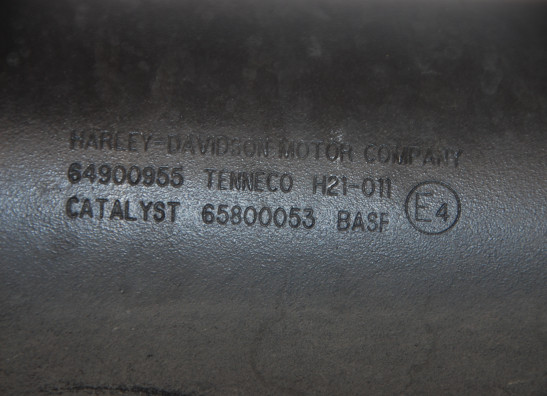 HARLEY-DAVIDSON MOTOR COMPANY
64900955 TENNECO H21-011
CATALYST 65800053 BASF E4